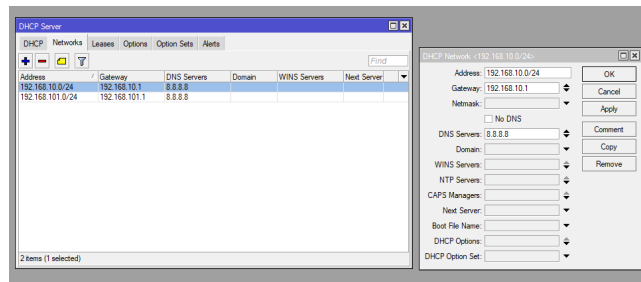 DHCP Server
DHCP Networks Leases Options Option Sets Alerts
Find
Address / Gateway DNS Servers Domain WINS Servers Next Server
192.168.10.0/24 192.168.10.1 8.8.8.8
192.168.101.0/24 192.168.101.1 8.8.8.8
2 items (1 selected)
DHCP Network <192.168.10.0/24>
Address: 192.168.10.0/24 OK
Gateway: 192.168.10.1 Cancel
Netmask: Apply
No DNS
DNS Servers: 8.8.8.8 Comment
Domain: Copy
WINS Servers: Remove
NTP Servers:
CAPS Managers:
Next Server:
Boot File Name:
DHCP Options:
DHCP Option Set: